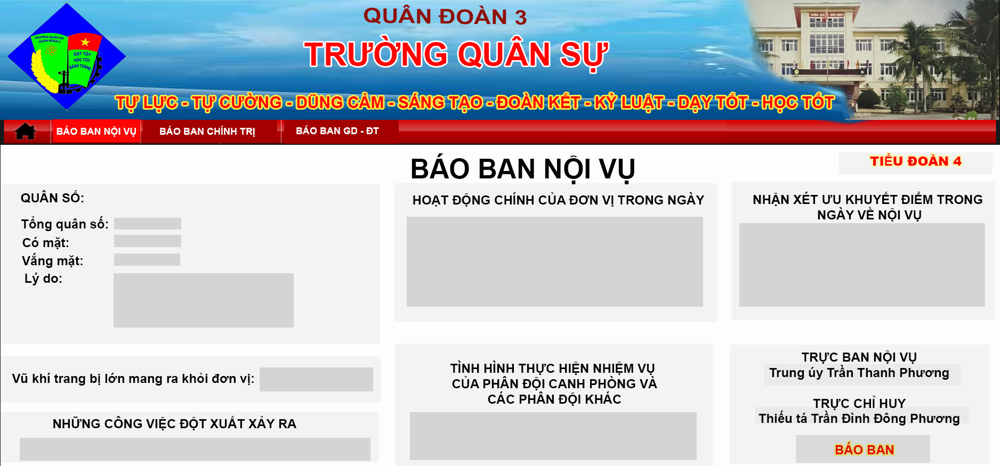 QUÂN ĐOÀN 3
TRƯỜNG QUÂN SỰ
TRƯỜNG QUÂN SỰ
QUÂN ĐOÀN 3
DẠY TỐT
HỌC TỐT
ĐÁNH THẮNG
TRƯỜNG QUÂN SỰ - QUÂN ĐOÀN 3
TỰ LỰC - TỰ CƯỜNG - DŨNG CẢM - SÁNG TẠO - ĐOÀN KẾT - KỶ LUẬT - DẠY TỐT - HỌC TỐT
BÁO BAN NỘI VỤ
BÁO BAN CHÍNH TRỊ
BÁO BAN GD - ĐT
BÁO BAN NỘI VỤ
TIỂU ĐOÀN 4
QUÂN SỐ:
Tổng quân số:
Có mặt:
Vắng mặt:
Lý do:
Vũ khí trang bị lớn mang ra khỏi đơn vị:
NHỮNG CÔNG VIỆC ĐỘT XUẤT XẢY RA
HOẠT ĐỘNG CHÍNH CỦA ĐƠN VỊ TRONG NGÀY
TÌNH HÌNH THỰC HIỆN NHIỆM VỤ
CỦA PHÂN ĐỘI CANH PHÒNG VÀ
CÁC PHÂN ĐỘI KHÁC
NHẬN XÉT ƯU KHUYẾT ĐIỂM TRONG
NGÀY VỀ NỘI VỤ
TRỰC BAN NỘI VỤ
Trung úy Trần Thanh Phương
TRỰC CHỈ HUY
Thiếu tá Trần Đình Đông Phương
BÁO BAN